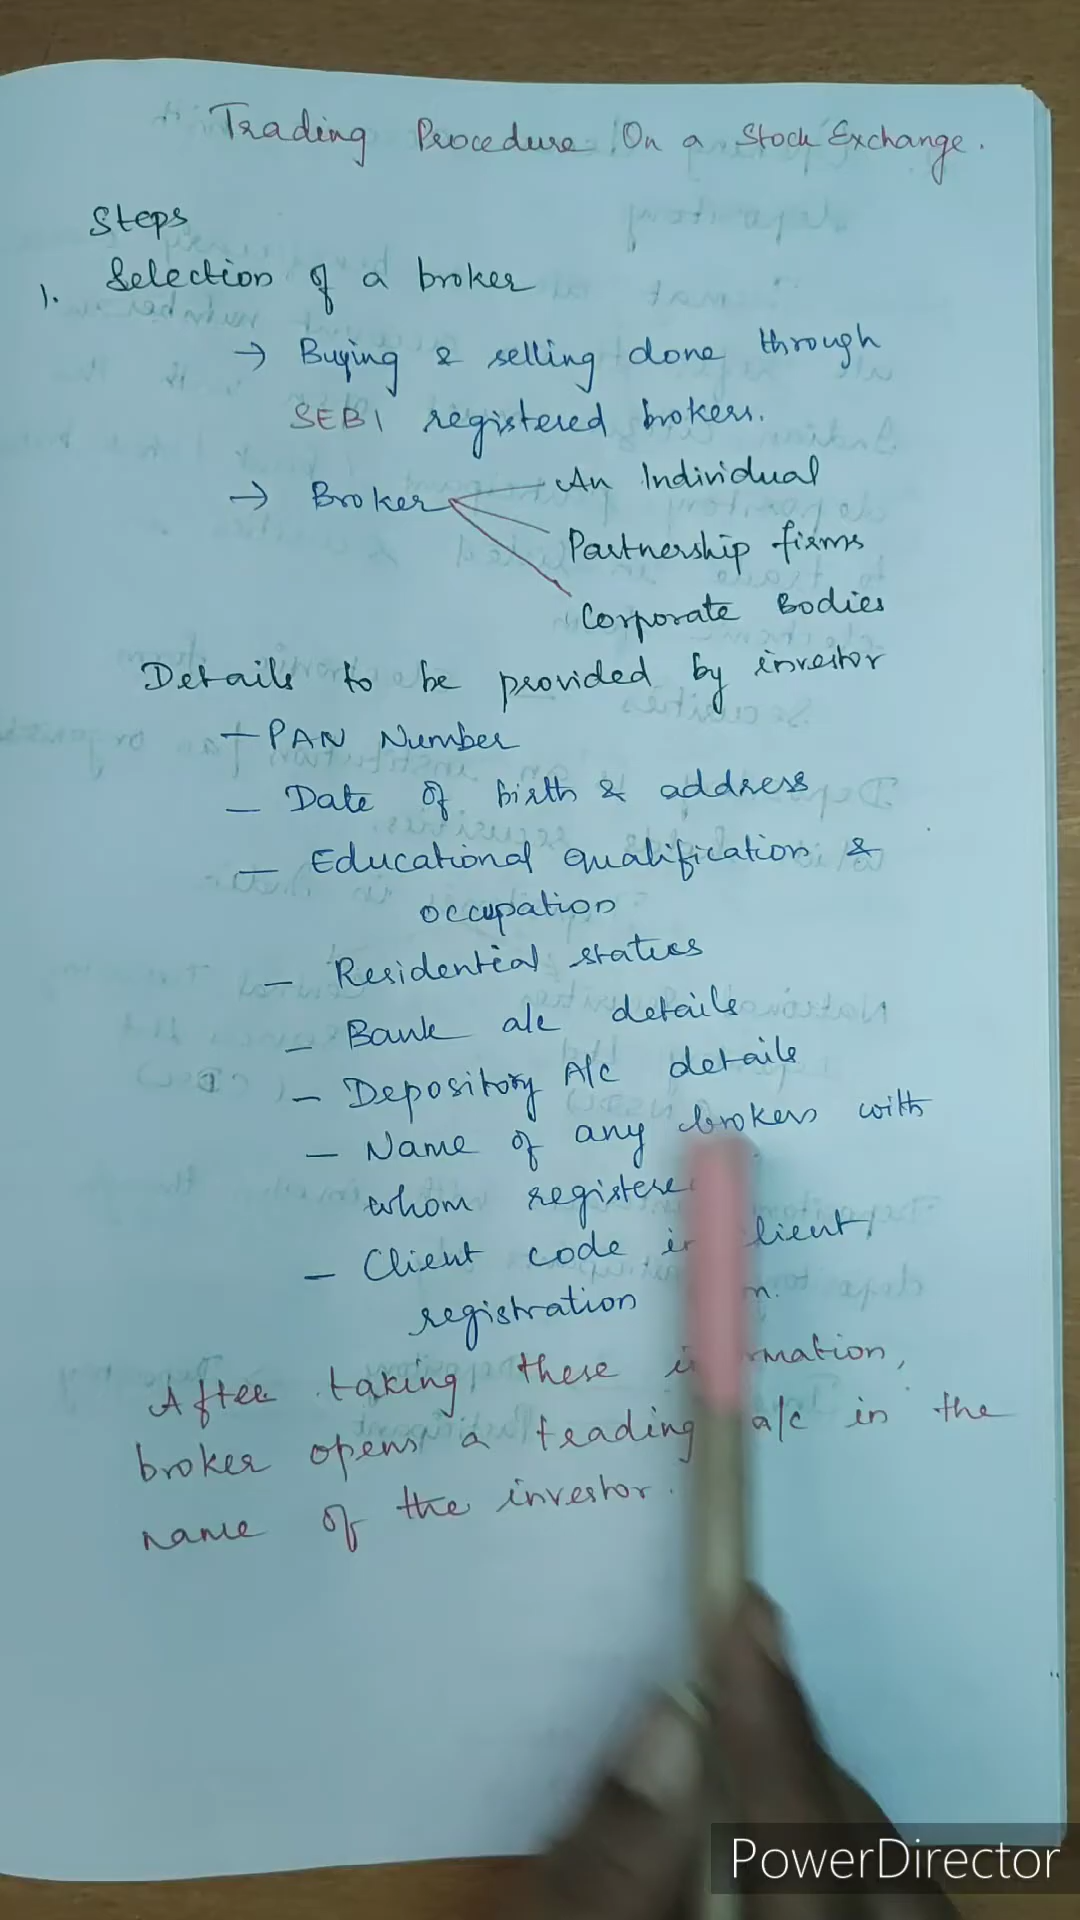 Trading Procedure On a Stock Exchange.
Steps
1. Selection of a broker
→ Buying & selling done through
SEBI registered brokers.
→ Broker An Individual
Partnership firms
Corporate Bodies
Details to be provided by investor
- PAN Number
- Date of birth & address
- Educational qualification &
occupation
- Residential status
- Bank a/c details
- Depository A/c details
- Name of any brokers with
whom
- Client code
registration
After taking these
broker opens a trading a/c in the
name of the investor.
PowerDirector